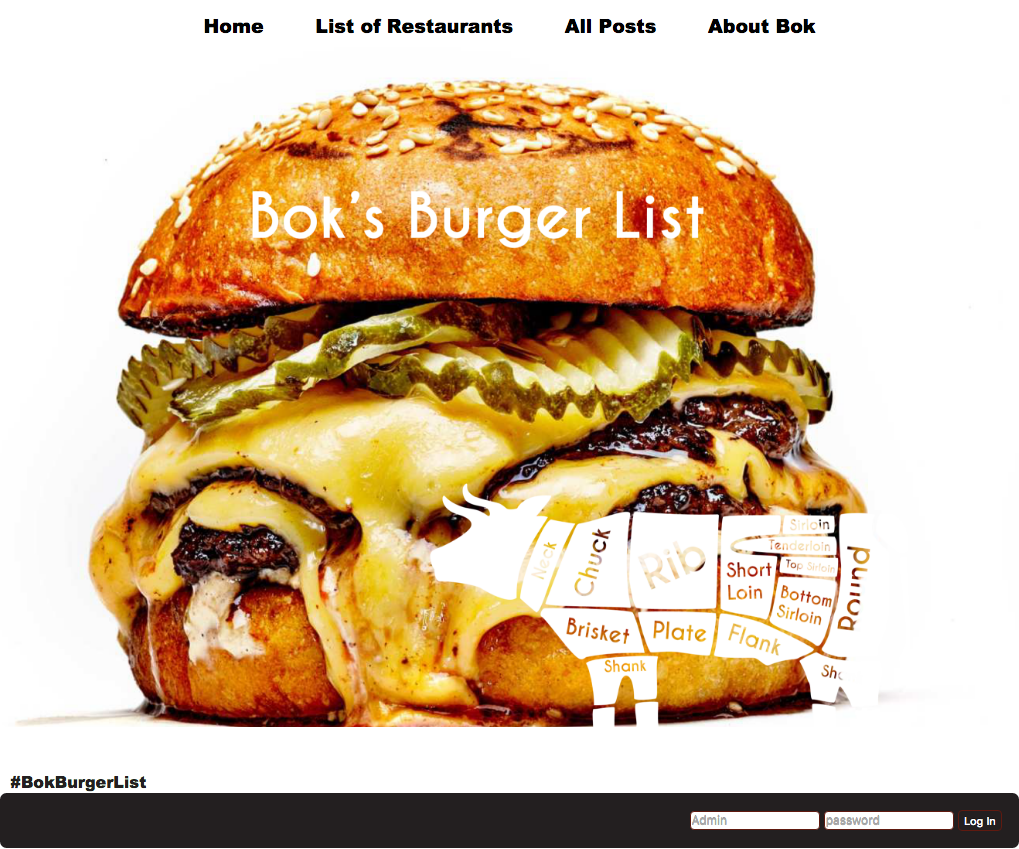 Home List of Restaurants All Posts About Bok
Bok's Burger List
Neck
Chuck
Rib
Short
Loin
Sirloin
Tenderloin
Top Sirloin
Bottom
Sirloin
Round
Brisket
Plate
Flank
Shank
#BokBurgerList
Admin password Log In